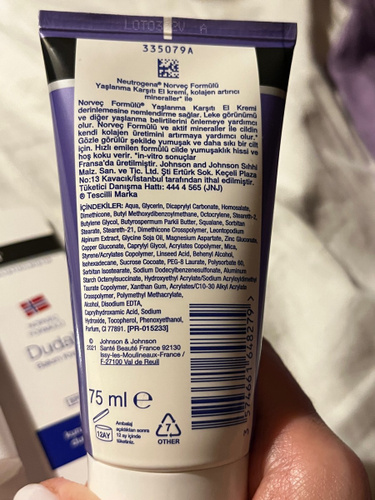 335079A
Neutrogena® Norveç Formülü
Yaşlanma Karşıtı El kremi, kolajen artırıcı
mineraller* ile
Norveç Formülü® Yaşlanma Karşıtı El Kremi
derinlemesine nemlendirme sağlar. Leke görünümü
ve diğer yaşlanma belirtilerini önlemeye yardımcı
olur. Norveç Formülü ve aktif mineraller ile cildin
kendi kolajen üretimini artırmaya yardımcı olur.*
Gözle görülür şekilde yumuşak ve daha sıkı bir cilt
için. Hızlı emilen formülü cilde yumuşaklık hissi ve
hoş koku verir. *in-vitro sonuçlar
Fransa'da üretilmiştir. Johnson and Johnson Sıhhi
Malz. San. ve Tic. Ltd. Şti Ertürk Sok. Keçeli Plaza
No:13 Kavacık/İstanbul tarafından ithal edilmiştir.
Tüketici Danışma Hattı: 444 4 565 (JNJ)
® Tescilli Marka
İÇİNDEKİLER: Aqua, Glycerin, Dicaprylyl Carbonate, Homosalate,
Dimethicone, Butyl Methoxydibenzoylmethane, Octocrylene, Steareth-2,
Butylene Glycol, Butyrospermum Parkii Butter, Squalane, Sorbitan
Stearate, Steareth-21, Dimethicone Crosspolymer, Leontopodium
Alpinum Extract, Glycine Soja Oil, Magnesium Aspartate, Zinc Gluconate,
Copper Gluconate, Caprylyl Glycol, Acrylates Copolymer, Mica,
Styrene/Acrylates Copolymer, Linseed Acid, Behenyl Alcohol,
Isohexadecane, Sucrose Cocoate, PEG-8 Laurate, Polysorbate 60,
Sorbitan Isostearate, Sodium Dodecylbenzenesulfonate, Aluminum
Starch Octenylsuccinate, Hydroxyethyl Acrylate/Sodium Acryloyldimethyl
Taurate Copolymer, Xanthan Gum, Acrylates/C10-30 Alkyl Acrylate
Crosspolymer, Polymethyl Methacrylate,
Alcohol, Disodium EDTA,
Caprylhydroxamic Acid, Sodium
Hydroxide, Tocopherol, Phenoxyethanol,
Parfum, CI 77891. [PR-015233]
© Johnson & Johnson
2021 Santé Beauté France 92130
Issy-les-Moulineaux-France /
F-27100 Val de Reuil
75 ml e
12AY
Ambalaj
açıldıktan sonra
12 ay içinde
tüketiniz.
7
OTHER
3 574661 648279 >
Duda